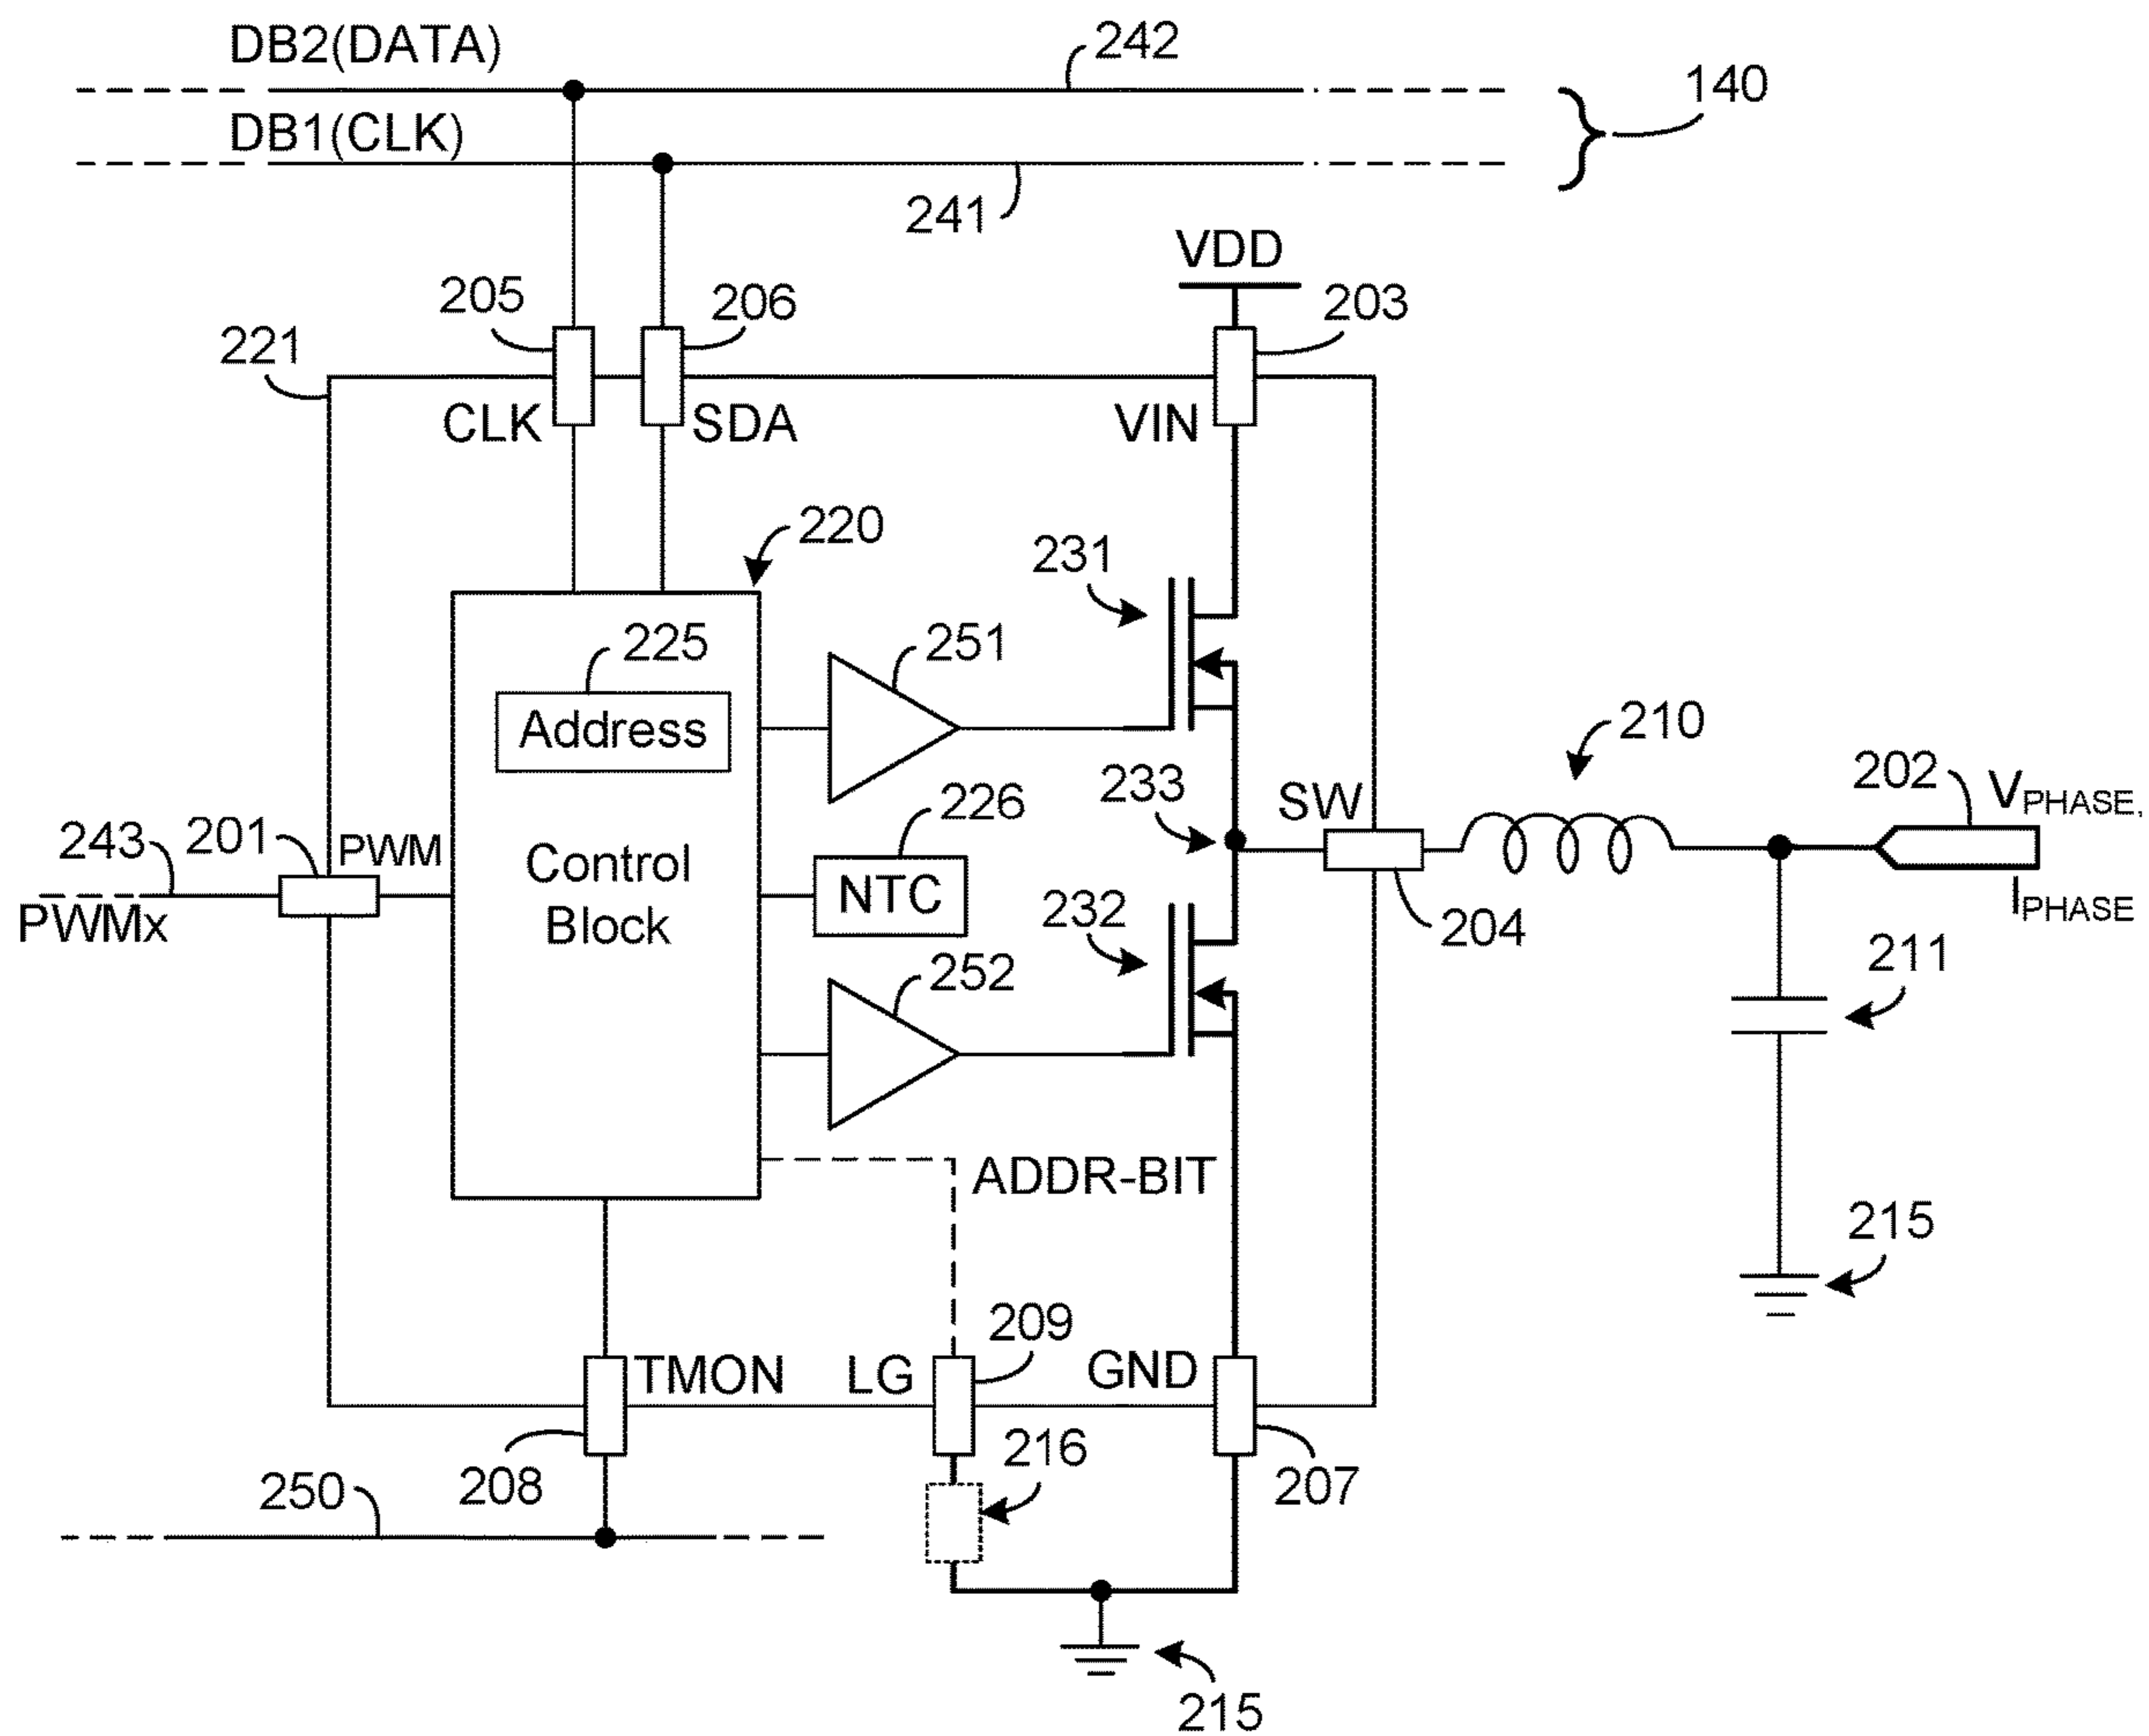 DB2(DATA)
242
140
DB1(CLK)
241
VDD
205
206
203
221
CLK
SDA
VIN
220
231
225
251
Address
210
233
SW
202
VPHASE,
226
243
201
PWM
Control
Block
NTC
PWMx
232
204
IPHASE
252
211
ADDR-BIT
215
209
TMON
LG
GND
216
250
208
207
215